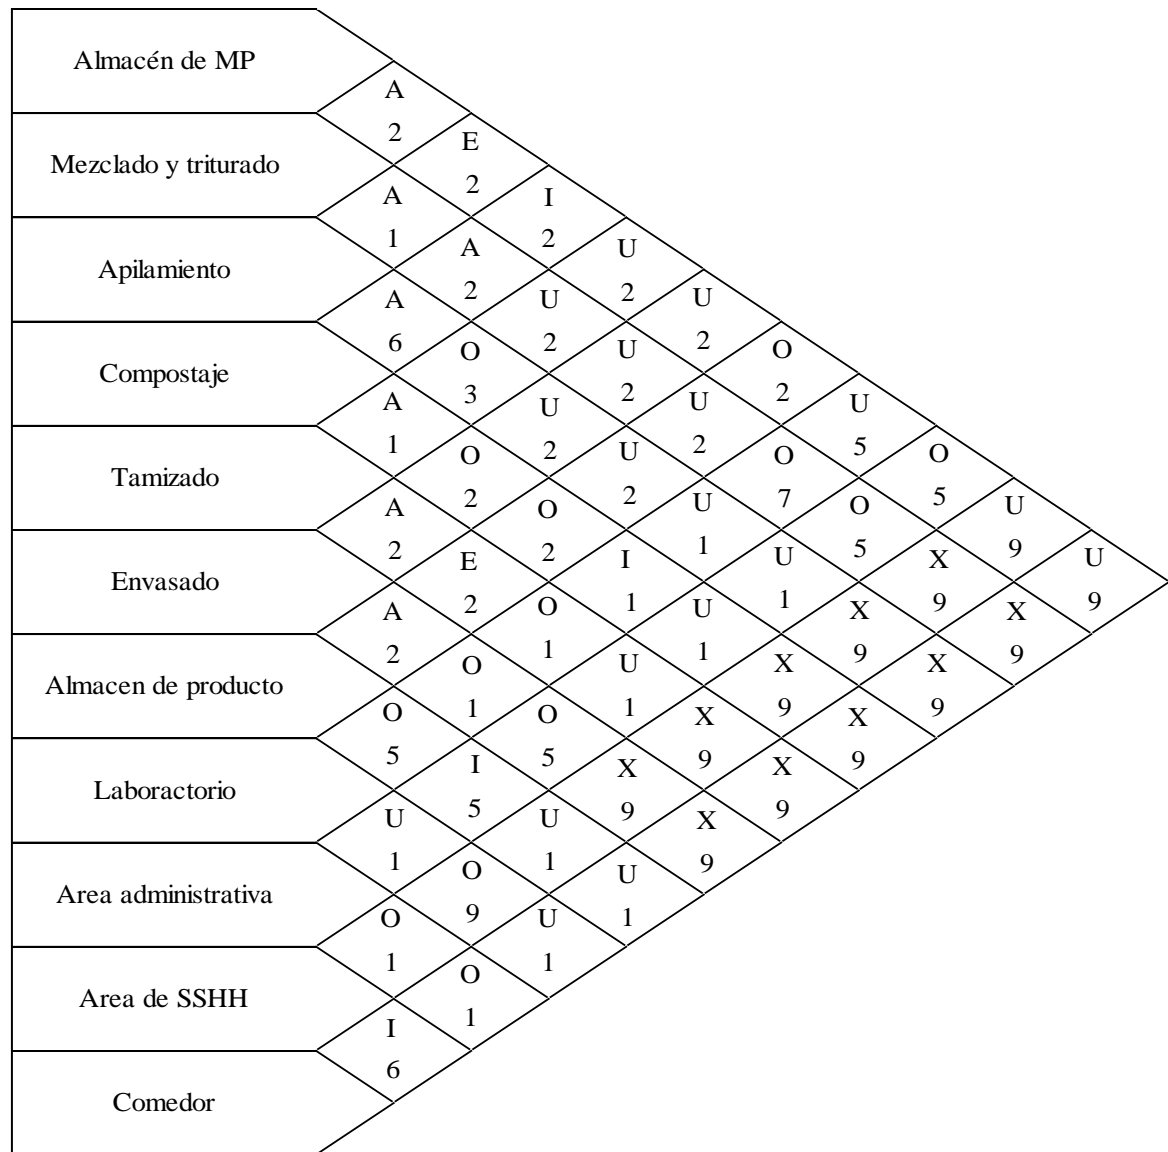 Almacén de MP
A
2
E
2
I
2
U
2
U
2
O
2
U
5
O
5
U
9
U
9
Mezclado y triturado
A
1
A
2
U
2
U
2
U
2
O
7
O
5
X
9
X
9
Apilamiento
A
6
O
3
U
2
U
2
U
1
U
1
X
9
X
9
Compostaje
A
1
O
2
O
2
I
1
U
1
X
9
X
9
Tamizado
A
2
E
2
O
1
U
1
X
9
X
9
Envasado
A
2
O
1
O
5
X
9
X
9
Almacen de producto
O
5
I
5
U
1
U
1
Laboractorio
U
1
O
9
U
1
Area administrativa
O
1
O
1
Area de SSHH
I
6
Comedor